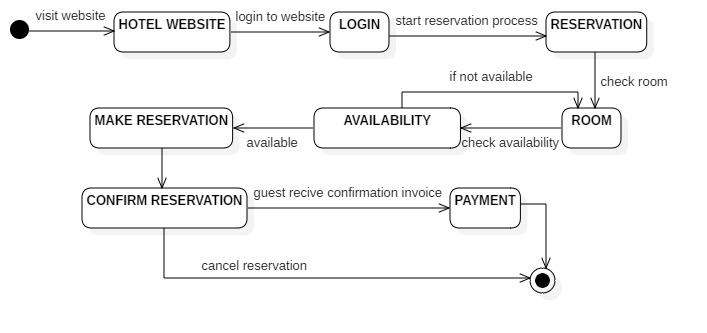 visit website
HOTEL WEBSITE
login to website
LOGIN
start reservation process
RESERVATION
check room
if not available
MAKE RESERVATION
available
AVAILABILITY
check availability
ROOM
CONFIRM RESERVATION
guest recive confirmation invoice
PAYMENT
cancel reservation